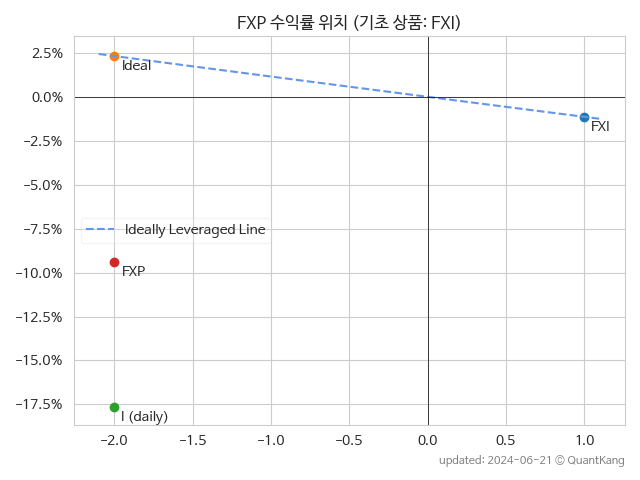 FXP 수익률 위치 (기초 상품: FXI)
2.5%
Ideal
0.0%
FXI
−2.5%
−5.0%
−7.5%
Ideally Leveraged Line
−10.0%
FXP
−12.5%
−15.0%
−17.5%
I (daily)
−2.0 −1.5 −1.0 −0.5 0.0 0.5 1.0
updated: 2024-06-21 © QuantKang